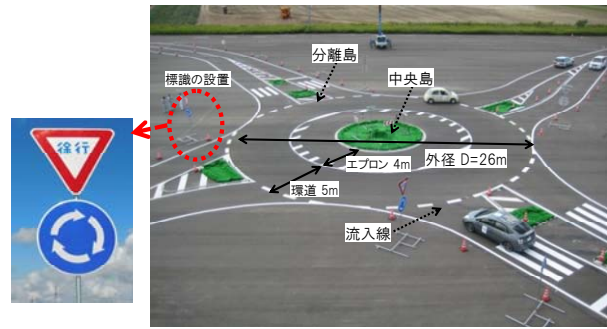 分離島
標識の設置
中央島
徐行
エプロン 4m
外径 D=26m
環道 5m
流入線